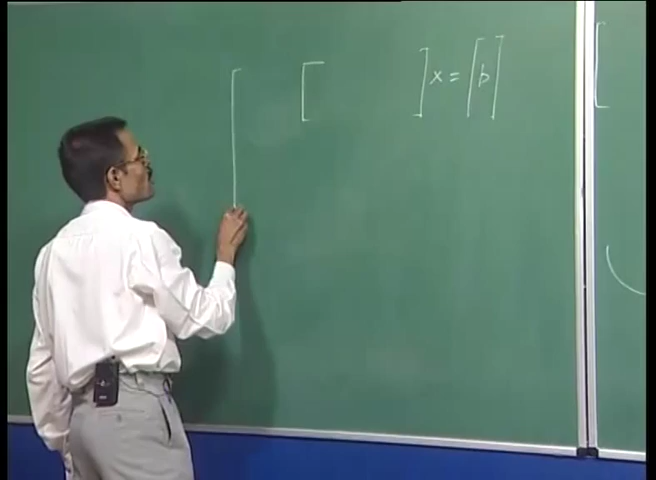 [ [ ] x = [b]